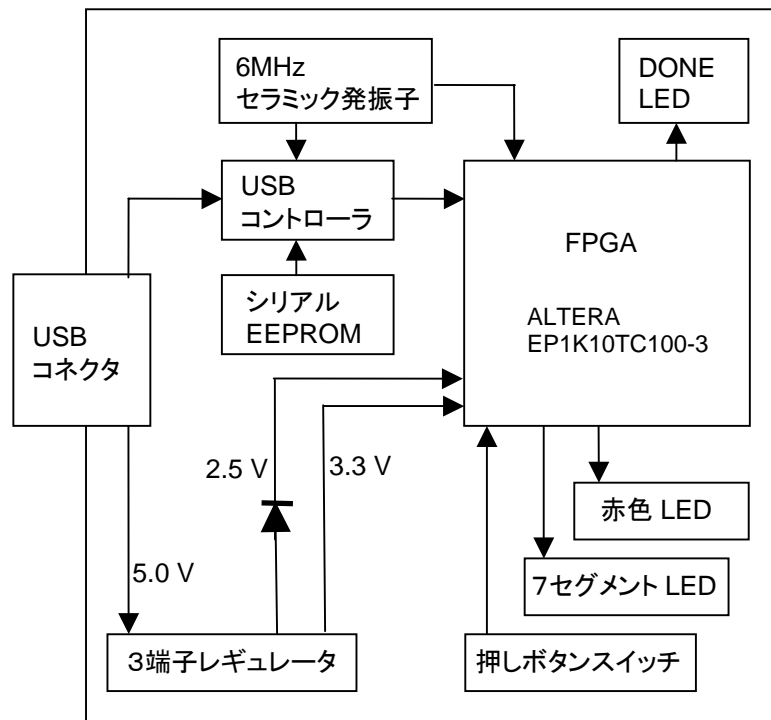 6MHz
セラミック発振子
DONE
LED
USB
コントローラ
FPGA
ALTERA
EP1K10TC100-3
USB
コネクタ
シリアル
EEPROM
2.5 V
3.3 V
5.0 V
赤色 LED
７セグメント LED
３端子レギュレータ
押しボタンスイッチ